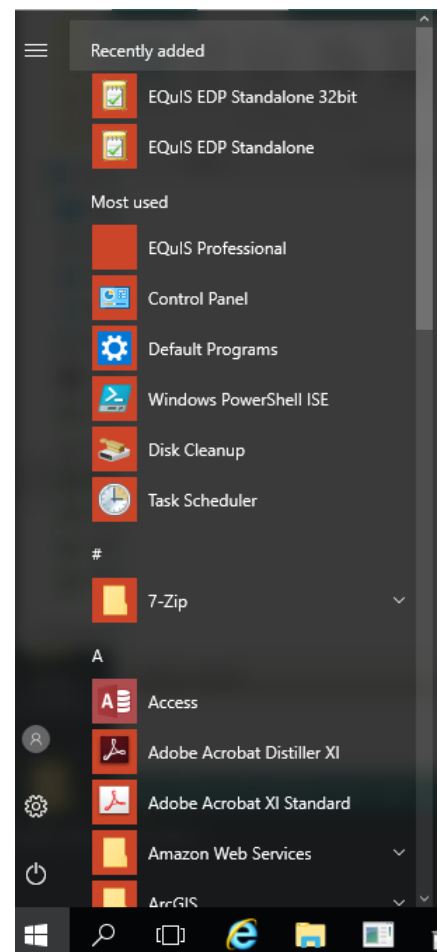 Recently added
EQuIS EDP Standalone 32bit
EQuIS EDP Standalone
Most used
EQuIS Professional
Control Panel
Default Programs
Windows PowerShell ISE
Disk Cleanup
Task Scheduler
#
7-Zip
A
Access
Adobe Acrobat Distiller XI
Adobe Acrobat XI Standard
Amazon Web Services
ArcGIS